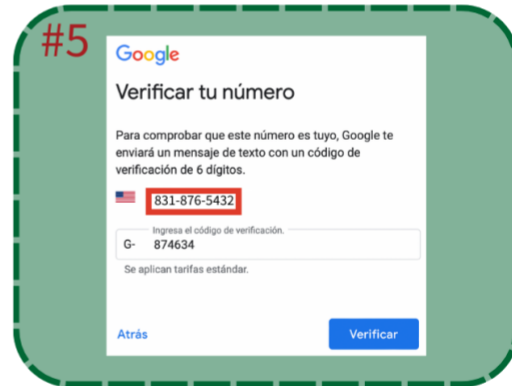 #5
Google
Verificar tu número
Para comprobar que este número es tuyo, Google te
enviará un mensaje de texto con un código de
verificación de 6 dígitos.
831-876-5432
Ingresa el código de verificación.
G- 874634
Se aplican tarifas estándar.
Atrás Verificar